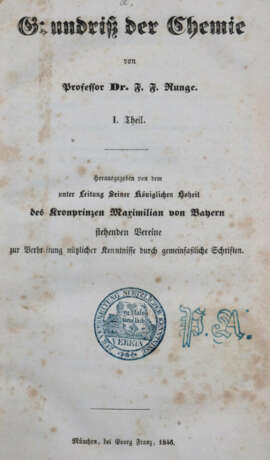 Grundriß der Chemie
von
Professor Dr. F. F. Runge.
I. Theil.
Herausgegeben von dem
unter Leitung Seiner Königlichen Hoheit
des Kronprinzen Maximilian von Bayern
stehenden Vereine
zur Verbreitung nützlicher Kenntnisse durch gemeinfaßliche Schriften.
VEREIN
P. A.
München, bei Georg Franz, 1846.